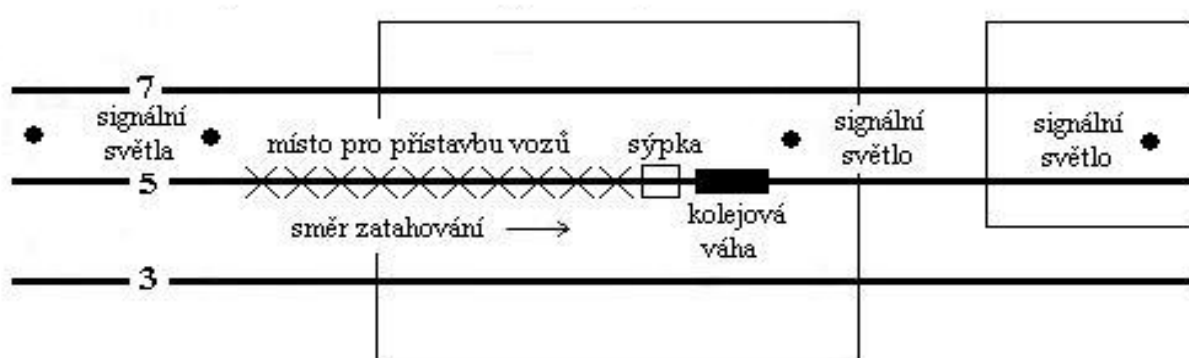 7
signální
světla
místo pro přístavbu vozů
sýpka
signální
světlo
signální
světlo
5
směr zatahování
kolejová
váha
3